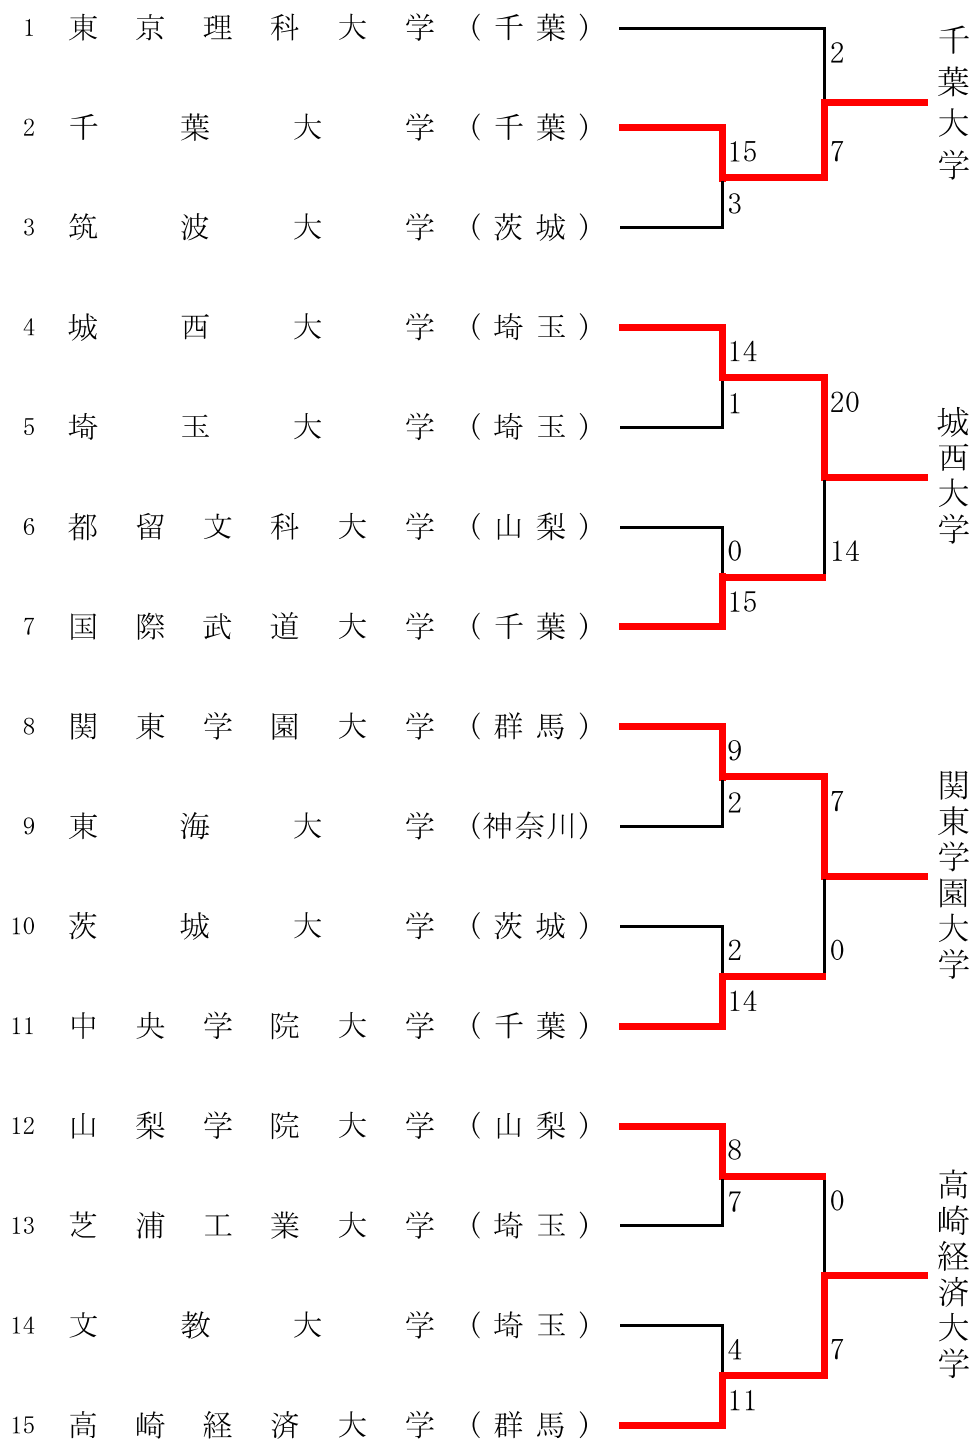 1 東京理科大学 (千葉)
2 千葉大学 (千葉)
3 筑波大学 (茨城)
4 城西大学 (埼玉)
5 埼玉大学 (埼玉)
6 都留文科大学 (山梨)
7 国際武道大学 (千葉)
8 関東学園大学 (群馬)
9 東海大学 (神奈川)
10 茨城大学 (茨城)
11 中央学院大学 (千葉)
12 山梨学院大学 (山梨)
13 芝浦工業大学 (埼玉)
14 文教大学 (埼玉)
15 高崎経済大学 (群馬)
15
3
14
1
0
15
9
2
2
14
8
7
4
11
2
7
20
14
7
0
0
7
千葉大学
城西大学
関東学園大学
高崎経済大学